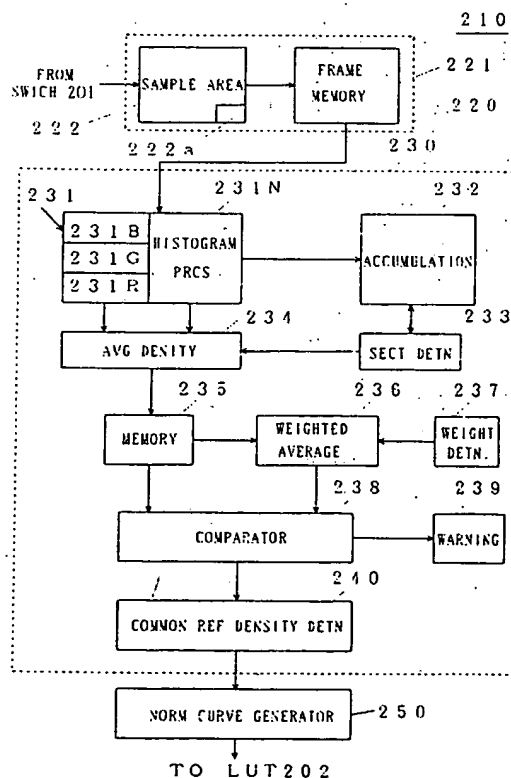 210
FROM
SWICH 201
SAMPLE AREA
FRAME
MEMORY
221
220
222
222a
230
231
231N
232
231B
231G
231R
HISTOGRAM
PRCS
ACCUMULATION
233
234
AVG DENITY
SECT DETN
235
236
237
MEMORY
WEIGHTED
AVERAGE
WEIGHT
DETN.
238
239
COMPARATOR
WARNING
240
COMMON REF DENSITY DETN
NORM CURVE GENERATOR
250
TO LUT202